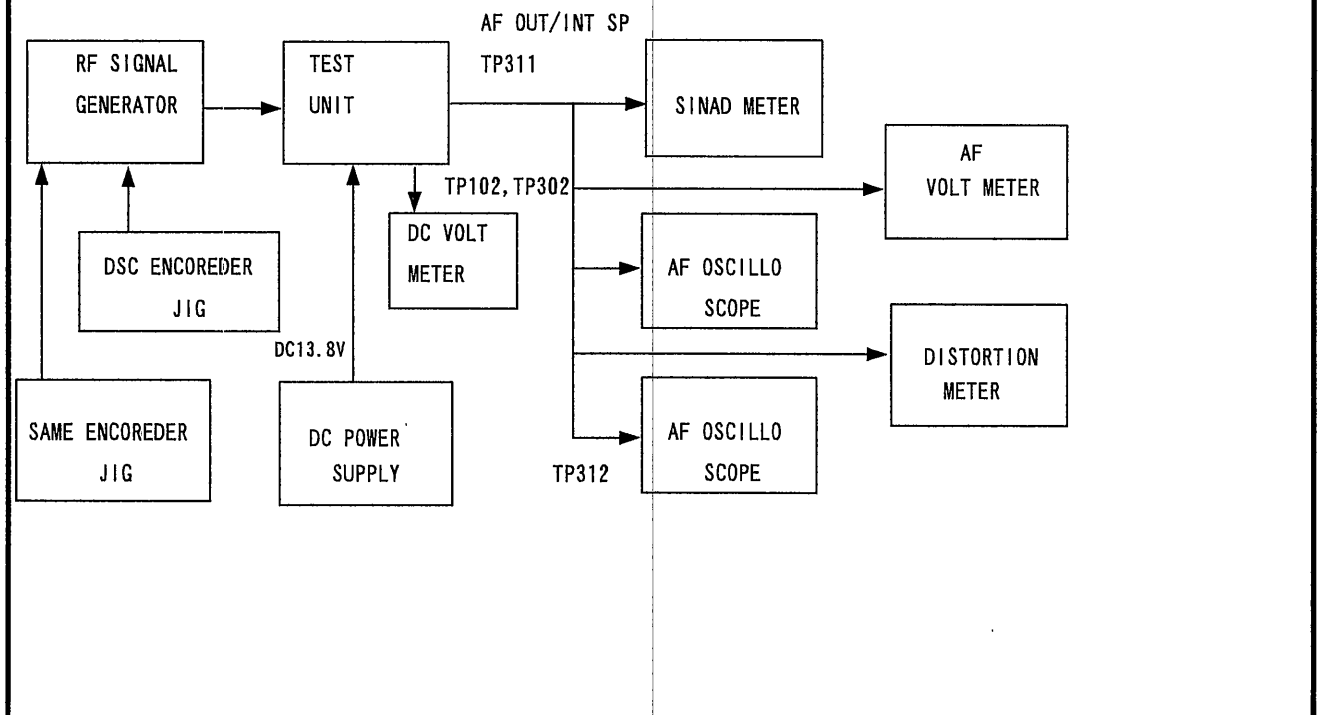 AF OUT/INT SP
TP311
RF SIGNAL
GENERATOR
TEST
UNIT
SINAD METER
AF
VOLT METER
TP102, TP302
DC VOLT
METER
DSC ENCOREDER
JIG
AF OSCILLO
SCOPE
DC13.8V
DISTORTION
METER
SAME ENCOREDER
JIG
DC POWER
SUPPLY
TP312
AF OSCILLO
SCOPE